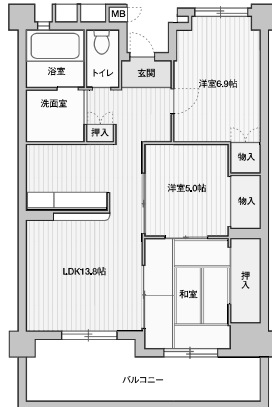 MB
浴室
トイレ
玄関
洋室6.9帖
洗面室
押入
物入
洋室5.0帖
物入
LDK13.8帖
和室
押入
バルコニー